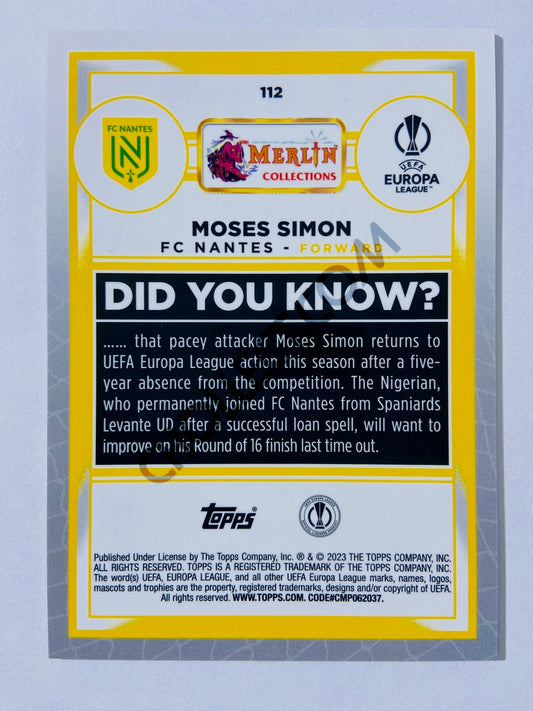 112
FC NANTES
N
MERLIN
COLLECTIONS
UEFA
EUROPA
LEAGUE™
MOSES SIMON
FC NANTES - FORWARD
DID YOU KNOW?
...... that pacey attacker Moses Simon returns to
UEFA Europa League action this season after a five-
year absence from the competition. The Nigerian,
who permanently joined FC Nantes from Spaniards
Levante UD after a successful loan spell, will want to
improve on his Round of 16 finish last time out.
topps®
Published Under License by The Topps Company, Inc. ® & © 2023 THE TOPPS COMPANY, INC.
ALL RIGHTS RESERVED. TOPPS IS A REGISTERED TRADEMARK OF THE TOPPS COMPANY, INC.
The word(s) UEFA, EUROPA LEAGUE, and all other UEFA Europa League marks, names, logos,
mascots and trophies are the property, registered trademarks, designs and/or copyright of UEFA.
All rights reserved. WWW.TOPPS.COM. CODE#CMP062037.